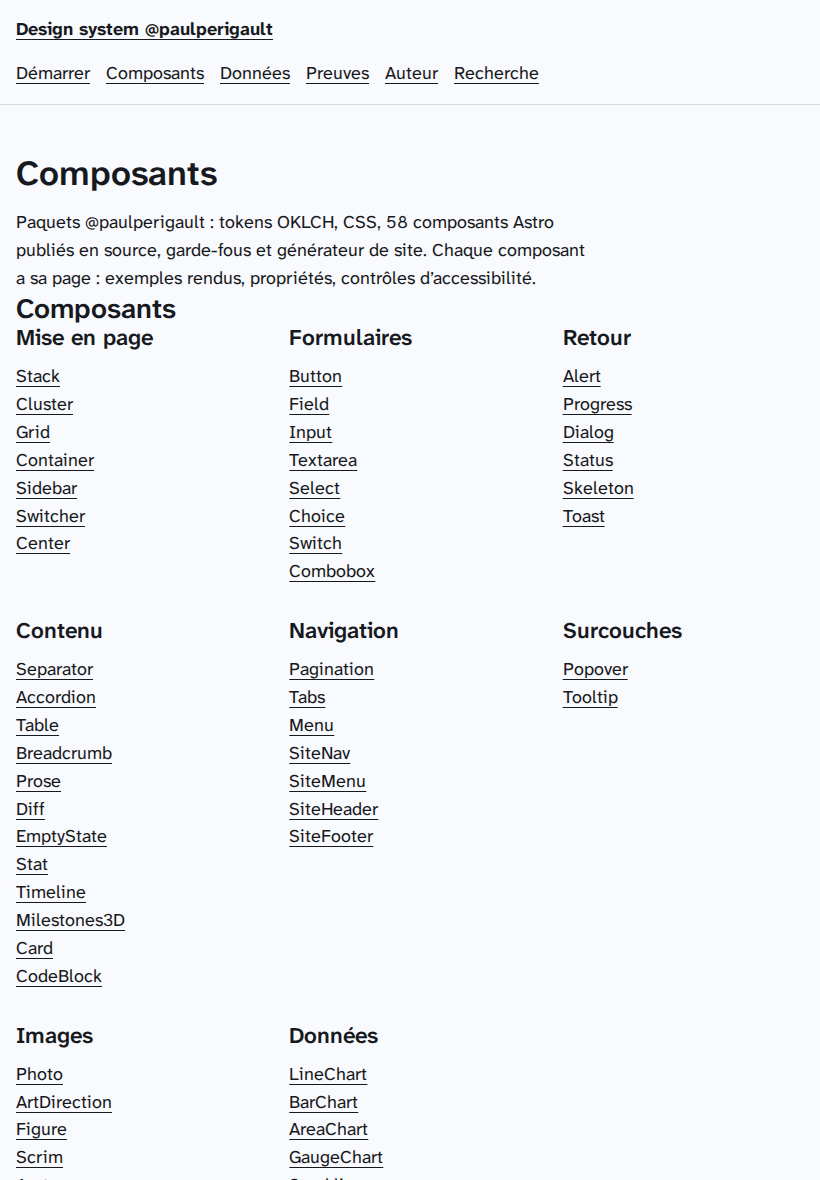 Design system @paulperigault
Démarrer Composants Données Preuves Auteur Recherche
Composants
Paquets @paulperigault : tokens OKLCH, CSS, 58 composants Astro
publiés en source, garde-fous et générateur de site. Chaque composant
a sa page : exemples rendus, propriétés, contrôles d’accessibilité.
Composants
Mise en page
Stack
Cluster
Grid
Container
Sidebar
Switcher
Center
Formulaires
Button
Field
Input
Textarea
Select
Choice
Switch
Combobox
Retour
Alert
Progress
Dialog
Status
Skeleton
Toast
Contenu
Separator
Accordion
Table
Breadcrumb
Prose
Diff
EmptyState
Stat
Timeline
Milestones3D
Card
CodeBlock
Navigation
Pagination
Tabs
Menu
SiteNav
SiteMenu
SiteHeader
SiteFooter
Surcouches
Popover
Tooltip
Images
Photo
ArtDirection
Figure
Scrim
Données
LineChart
BarChart
AreaChart
GaugeChart